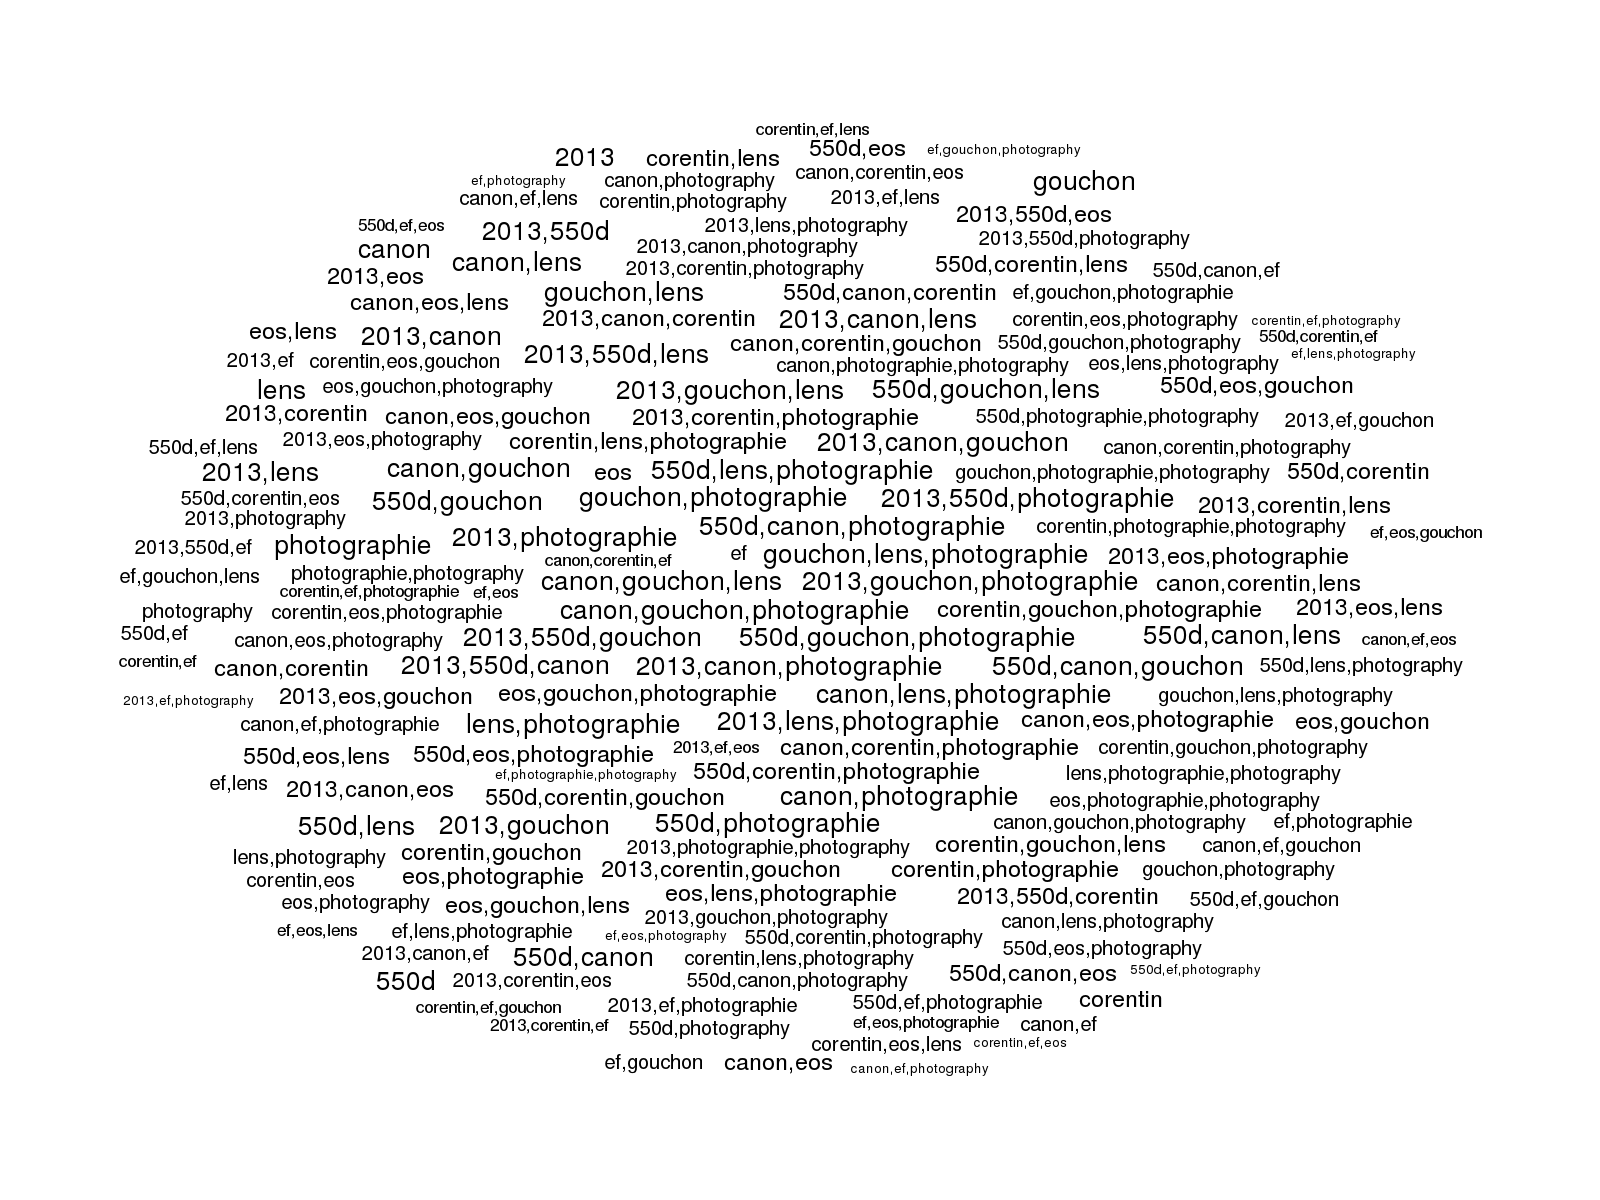 corentin,ef,lens
2013 corentin,lens 550d,eos ef,gouchon,photography
ef,photography canon,photography canon,corentin,eos gouchon
canon,ef,lens corentin,photography 2013,ef,lens
550d,ef,eos 2013,550d 2013,lens,photography 2013,550d,eos
canon 2013,canon,photography 2013,550d,photography
2013,eos canon,lens 2013,corentin,photography 550d,corentin,lens 550d,canon,ef
canon,eos,lens gouchon,lens 550d,canon,corentin ef,gouchon,photographie
eos,lens 2013,canon 2013,canon,corentin 2013,canon,lens corentin,eos,photography corentin,ef,photography
2013,ef corentin,eos,gouchon 2013,550d,lens canon,corentin,gouchon 550d,gouchon,photography 550d,corentin,ef
canon,photographie,photography eos,lens,photography ef,lens,photography
lens eos,gouchon,photography 2013,gouchon,lens 550d,gouchon,lens 550d,eos,gouchon
2013,corentin canon,eos,gouchon 2013,corentin,photographie 550d,photographie,photography 2013,ef,gouchon
550d,ef,lens 2013,eos,photography corentin,lens,photographie 2013,canon,gouchon canon,corentin,photography
2013,lens canon,gouchon eos 550d,lens,photographie gouchon,photographie,photography 550d,corentin
550d,corentin,eos 550d,gouchon gouchon,photographie 2013,550d,photographie 2013,corentin,lens
2013,photography 2013,photographie 550d,canon,photographie corentin,photographie,photography ef,eos,gouchon
2013,550d,ef photographie canon,corentin,ef ef gouchon,lens,photographie 2013,eos,photographie
ef,gouchon,lens photographie,photography canon,gouchon,lens 2013,gouchon,photographie canon,corentin,lens
corentin,ef,photographie ef,eos
photography corentin,eos,photographie canon,gouchon,photographie corentin,gouchon,photographie 2013,eos,lens
550d,ef canon,eos,photography 2013,550d,gouchon 550d,gouchon,photographie 550d,canon,lens canon,ef,eos
corentin,ef canon,corentin 2013,550d,canon 2013,canon,photographie 550d,canon,gouchon 550d,lens,photography
2013,ef,photography 2013,eos,gouchon eos,gouchon,photographie canon,lens,photographie gouchon,lens,photography
canon,ef,photographie lens,photographie 2013,lens,photographie canon,eos,photographie eos,gouchon
550d,eos,lens 550d,eos,photographie 2013,ef,eos canon,corentin,photographie corentin,gouchon,photography
ef,lens 2013,canon,eos ef,photographie,photography 550d,corentin,photographie lens,photographie,photography
550d,corentin,gouchon canon,photographie eos,photographie,photography
550d,lens 2013,gouchon 550d,photographie canon,gouchon,photography ef,photographie
lens,photography corentin,gouchon 2013,photographie,photography corentin,gouchon,lens canon,ef,gouchon
corentin,eos eos,photographie 2013,corentin,gouchon corentin,photographie gouchon,photography
eos,photography eos,gouchon,lens eos,lens,photographie 2013,550d,corentin 550d,ef,gouchon
2013,gouchon,photography canon,lens,photography
ef,eos,lens ef,lens,photographie ef,eos,photography 550d,corentin,photography 550d,eos,photography
2013,canon,ef 550d,canon corentin,lens,photography
550d 2013,corentin,eos 550d,canon,photography 550d,canon,eos 550d,ef,photography
corentin,ef,gouchon 2013,ef,photographie 550d,ef,photographie corentin
2013,corentin,ef 550d,photography ef,eos,photographie canon,ef
corentin,eos,lens corentin,ef,eos
ef,gouchon canon,eos canon,ef,photography